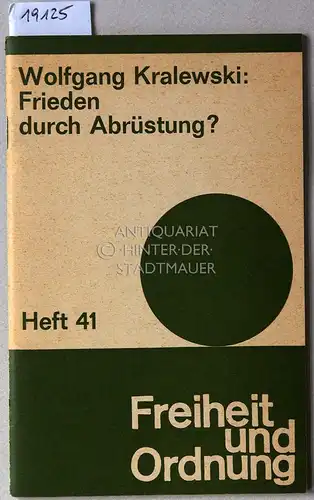 19125
Wolfgang Kralewski:
Frieden
durch Abrüstung?
ANTIQUARIAT
© HINTER·DER·
STADTMAUER
Heft 41
Freiheit
und
Ordnung